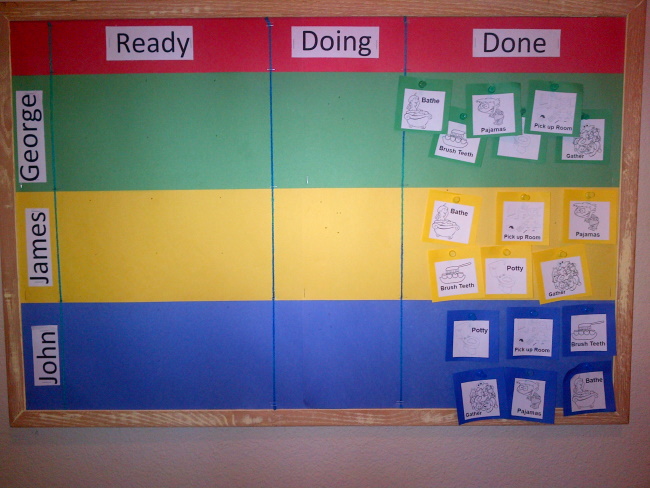 Ready
Doing
Done
George
Bathe
Pajamas
Pick up Room
Brush Teeth
Gather
James
Bathe
Pick up Room
Pajamas
Brush Teeth
Potty
Gather
John
Potty
Pick up Room
Brush Teeth
Gather
Pajamas
Bathe